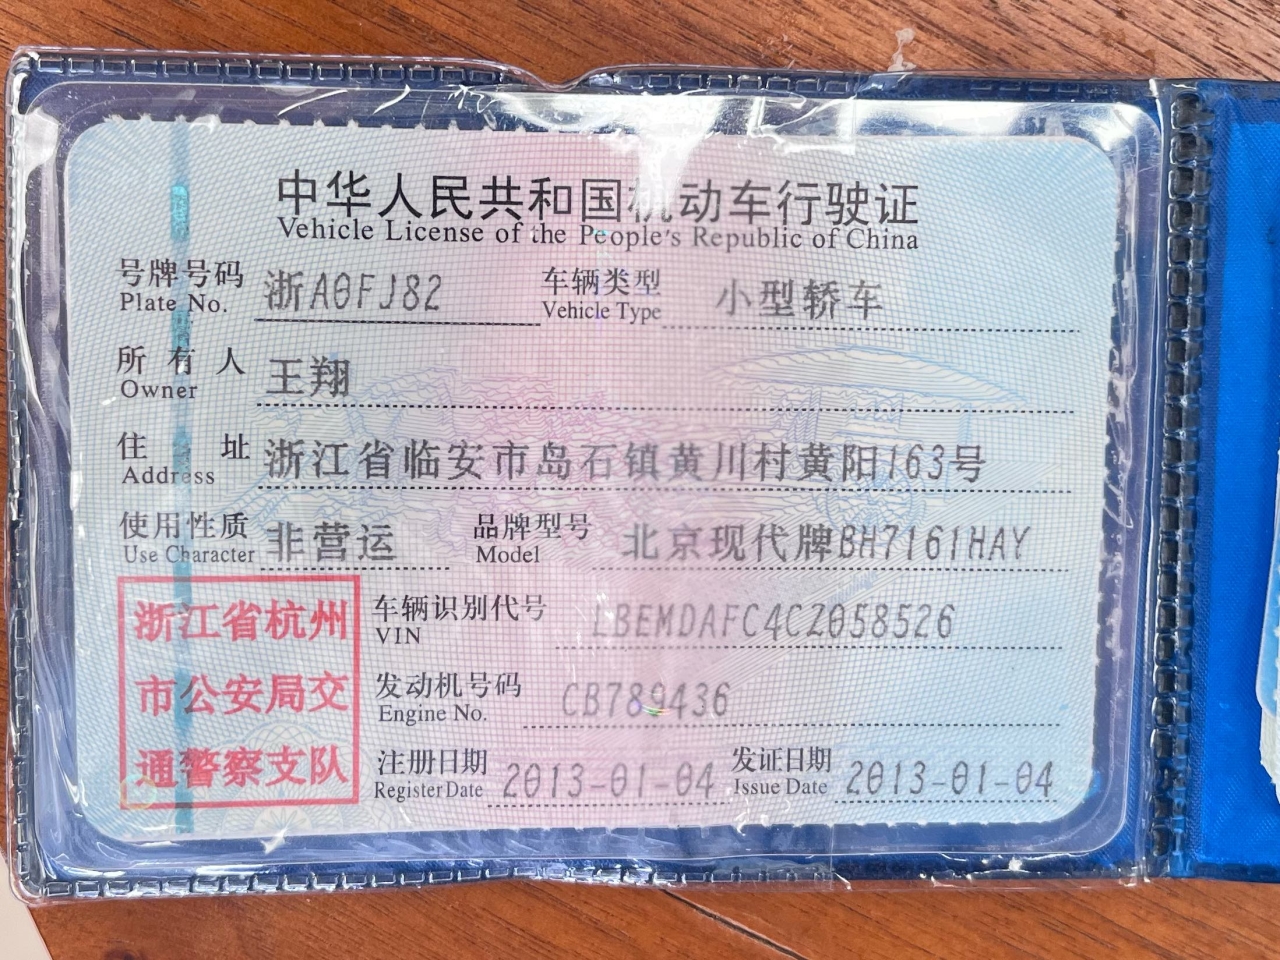 中华人民共和国机动车行驶证
Vehicle License of the People's Republic of China
号牌号码 浙A0FJ82 车辆类型 小型轿车
Plate No. Vehicle Type
所有人 王翔
Owner
住址 浙江省临安市岛石镇黄川村黄阳163号
Address
使用性质 非营运 品牌型号 北京现代牌BH7161HAY
Use Character Model
浙江省杭州
市公安局交
通警察支队
车辆识别代号 LBEMDAFC4CZ058526
VIN
发动机号码 CB789436
Engine No.
注册日期 2013-01-04 发证日期 2013-01-04
Register Date Issue Date